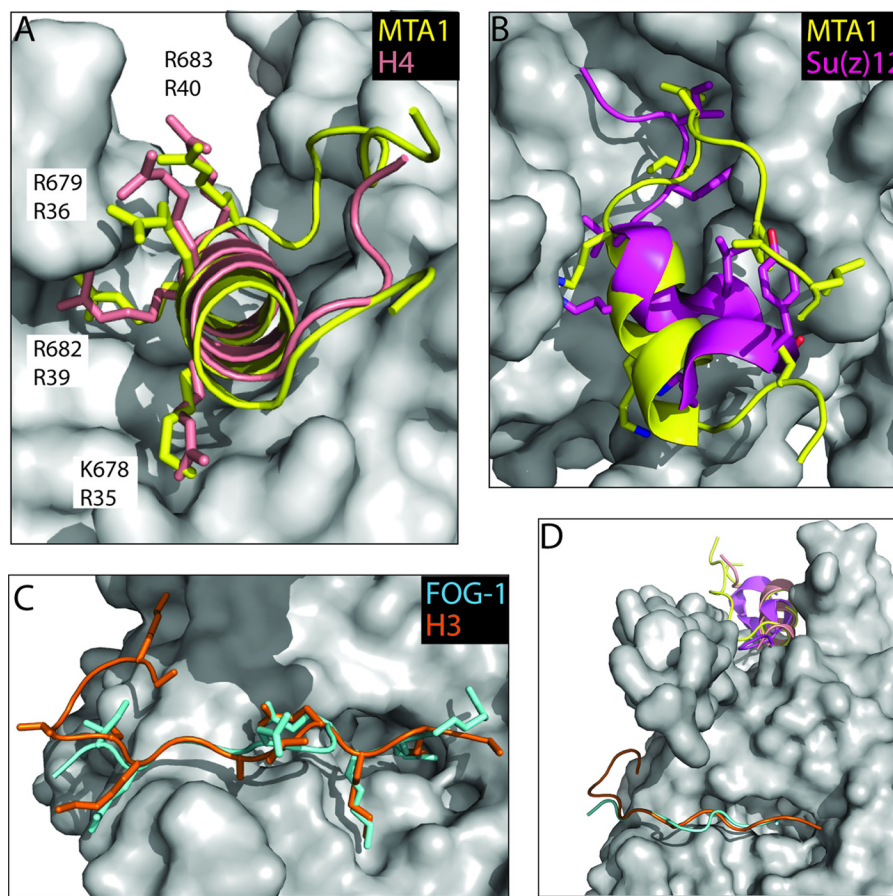 A
MTA1
H4
R683
R40
R679
R36
R682
R39
K678
R35
B
MTA1
Su(z)12
C
FOG-1
H3
D